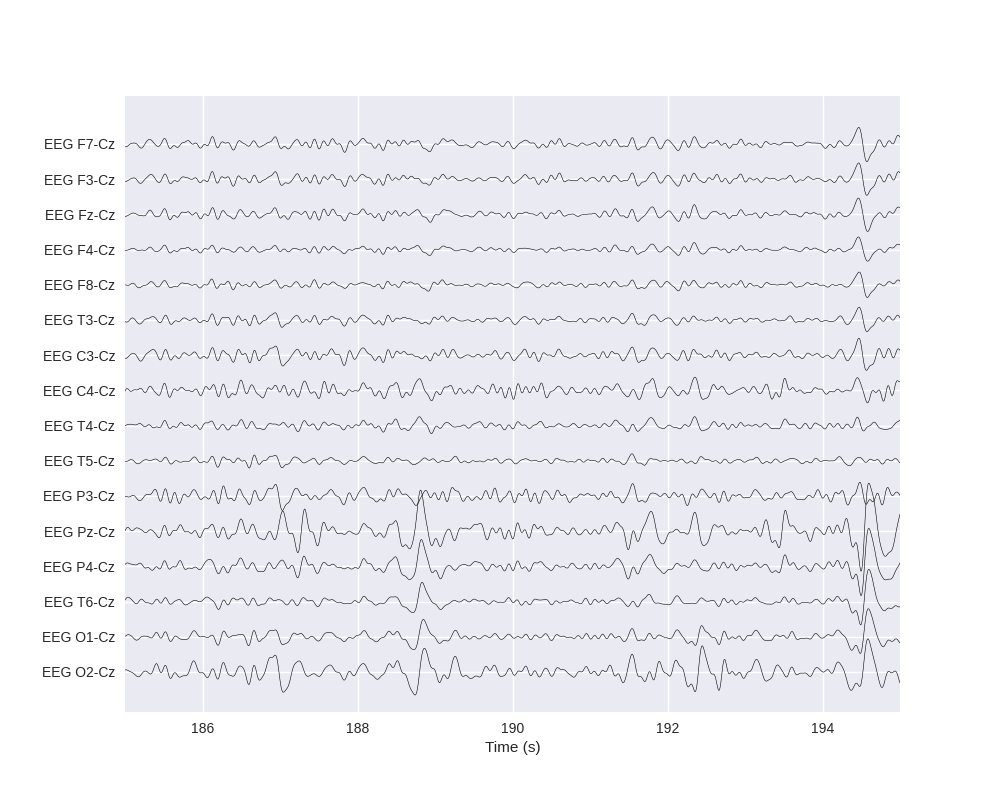 EEG F7-Cz
EEG F3-Cz
EEG Fz-Cz
EEG F4-Cz
EEG F8-Cz
EEG T3-Cz
EEG C3-Cz
EEG C4-Cz
EEG T4-Cz
EEG T5-Cz
EEG P3-Cz
EEG Pz-Cz
EEG P4-Cz
EEG T6-Cz
EEG O1-Cz
EEG O2-Cz
186 188 190 192 194
Time (s)